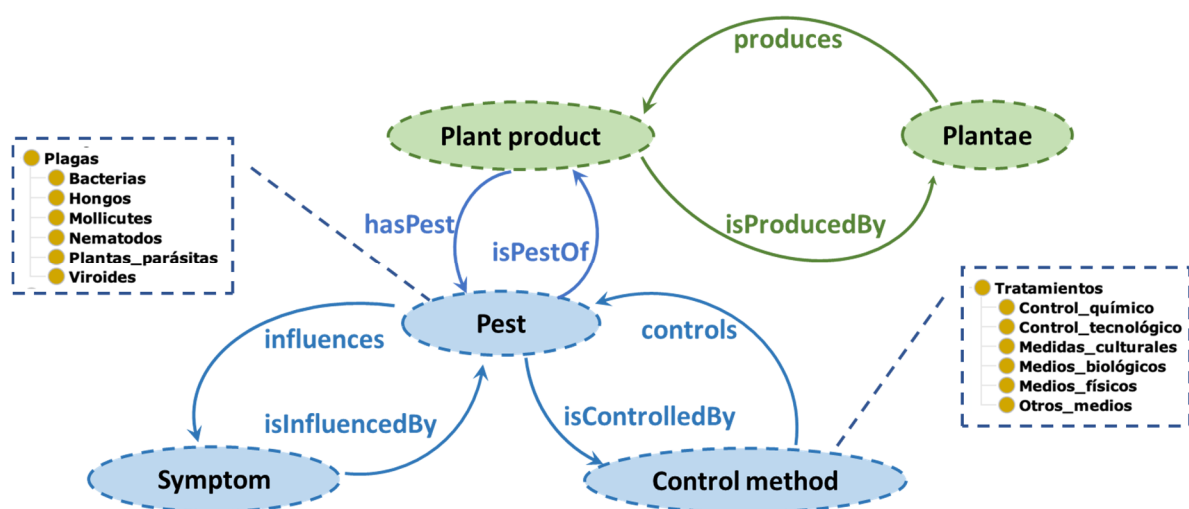 produces
Plant product
Plantae
Plagas
Bacterias
Hongos
Mollicutes
Nematodos
Plantas_parásitas
Viroides
hasPest
isPestOf
isProducedBy
Pest
Tratamientos
Control_químico
Control_tecnológico
Medidas_culturales
Medios_biológicos
Medios_físicos
Otros_medios
influences
controls
isInfluencedBy
isControlledBy
Symptom
Control method